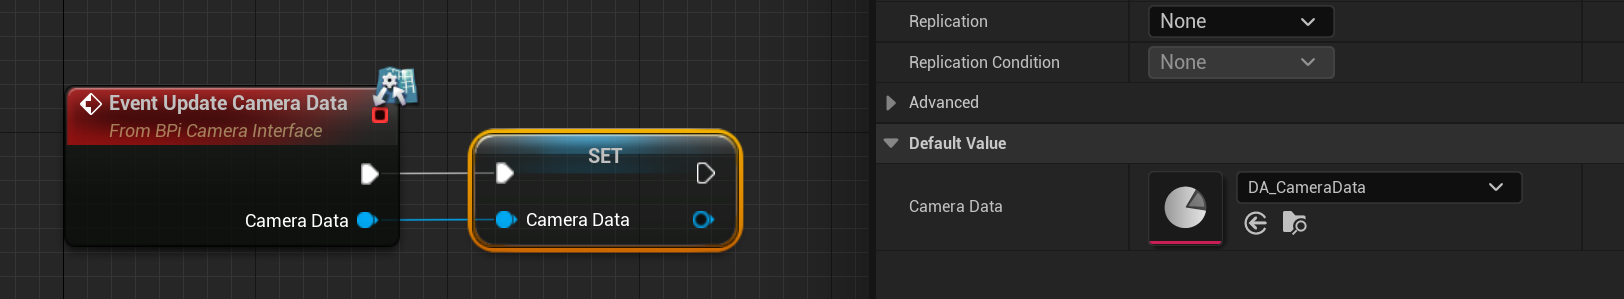 Event Update Camera Data
From BPi Camera Interface
Camera Data
SET
Camera Data
Replication
None
Replication Condition
None
Advanced
Default Value
Camera Data
DA_CameraData